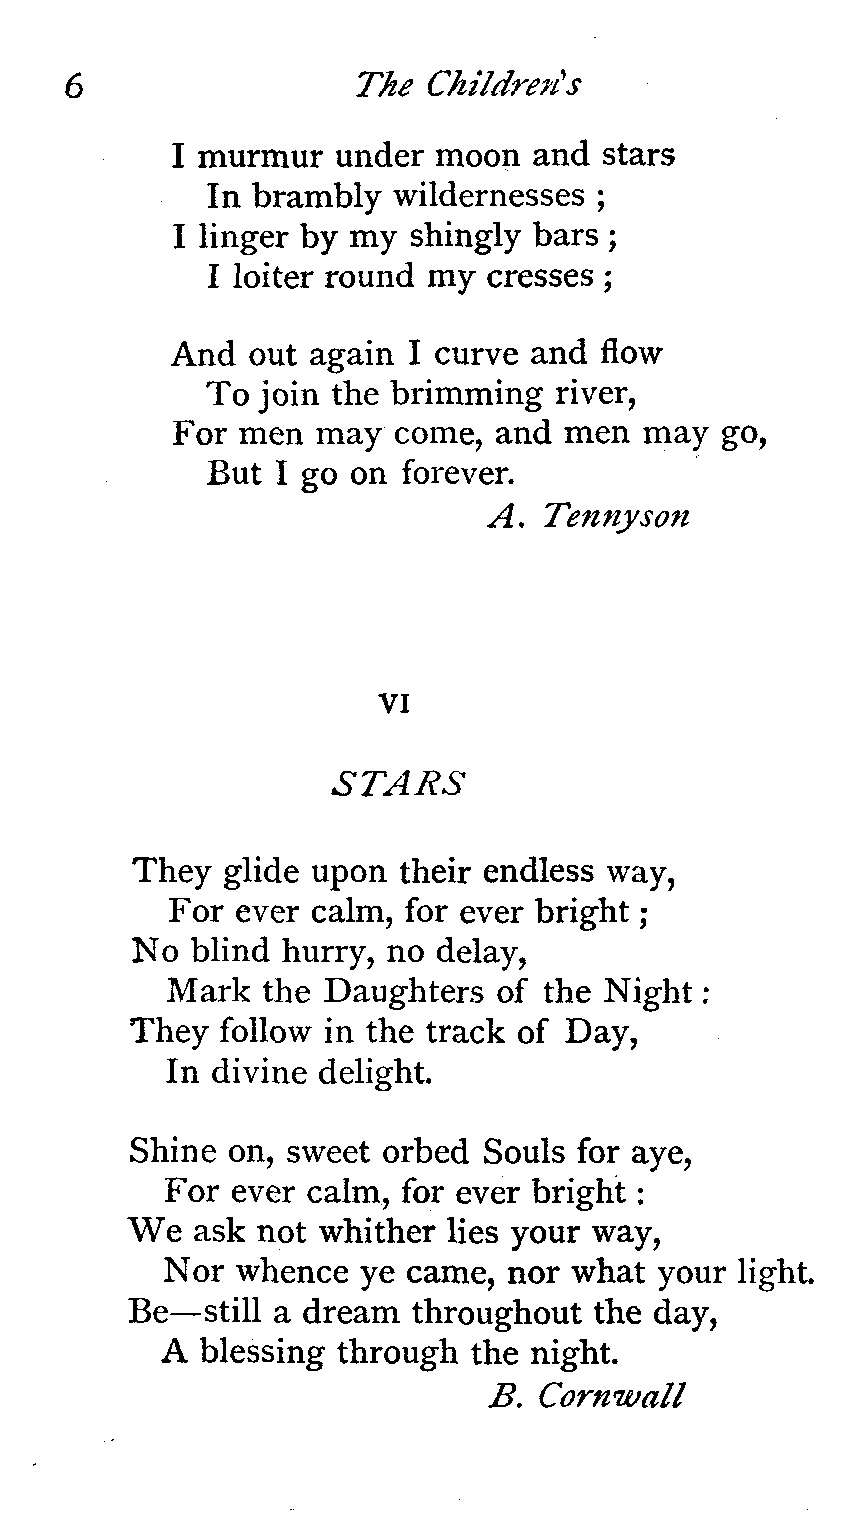 6 The Children's
I murmur under moon and stars
In brambly wildernesses ;
I linger by my shingly bars ;
I loiter round my cresses ;
And out again I curve and flow
To join the brimming river,
For men may come, and men may go,
But I go on forever.
A. Tennyson
VI
STARS
They glide upon their endless way,
For ever calm, for ever bright ;
No blind hurry, no delay,
Mark the Daughters of the Night :
They follow in the track of Day,
In divine delight.
Shine on, sweet orbed Souls for aye,
For ever calm, for ever bright :
We ask not whither lies your way,
Nor whence ye came, nor what your light.
Be—still a dream throughout the day,
A blessing through the night.
B. Cornwall